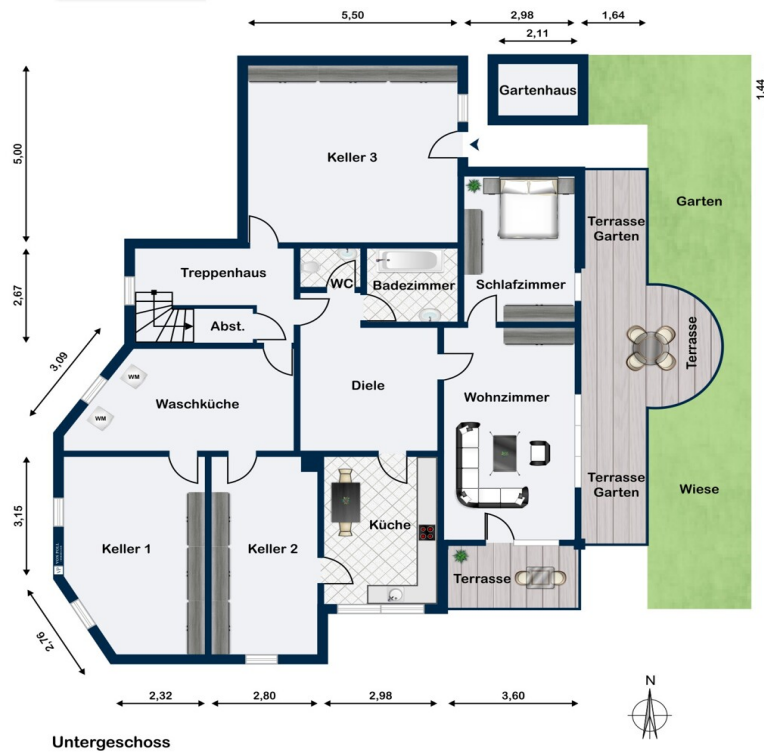 5,50
2,98
1,64
2,11
1,44
Gartenhaus
5,00
Keller 3
Garten
Terrasse
Garten
Treppenhaus
WC
Badezimmer
Schlafzimmer
2,67
Abst.
Terrasse
3,09
WM
WM
Waschküche
Diele
Wohnzimmer
3,15
Terrasse
Garten
Wiese
Küche
Keller 1
Keller 2
Terrasse
2,76
2,32
2,80
2,98
3,60
N
Untergeschoss